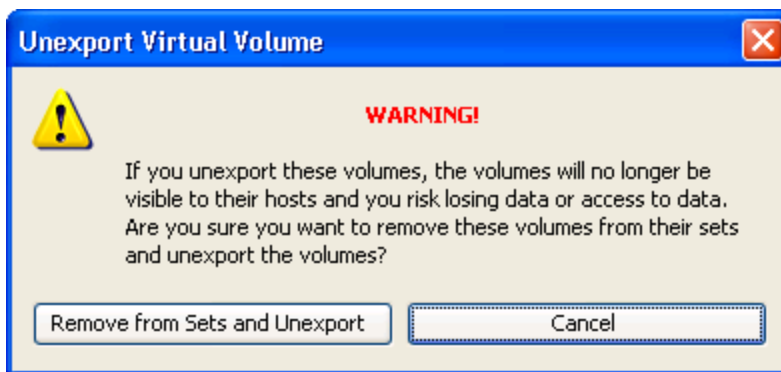 Unexport Virtual Volume
WARNING!
If you unexport these volumes, the volumes will no longer be
visible to their hosts and you risk losing data or access to data.
Are you sure you want to remove these volumes from their sets
and unexport the volumes?
Remove from Sets and Unexport
Cancel